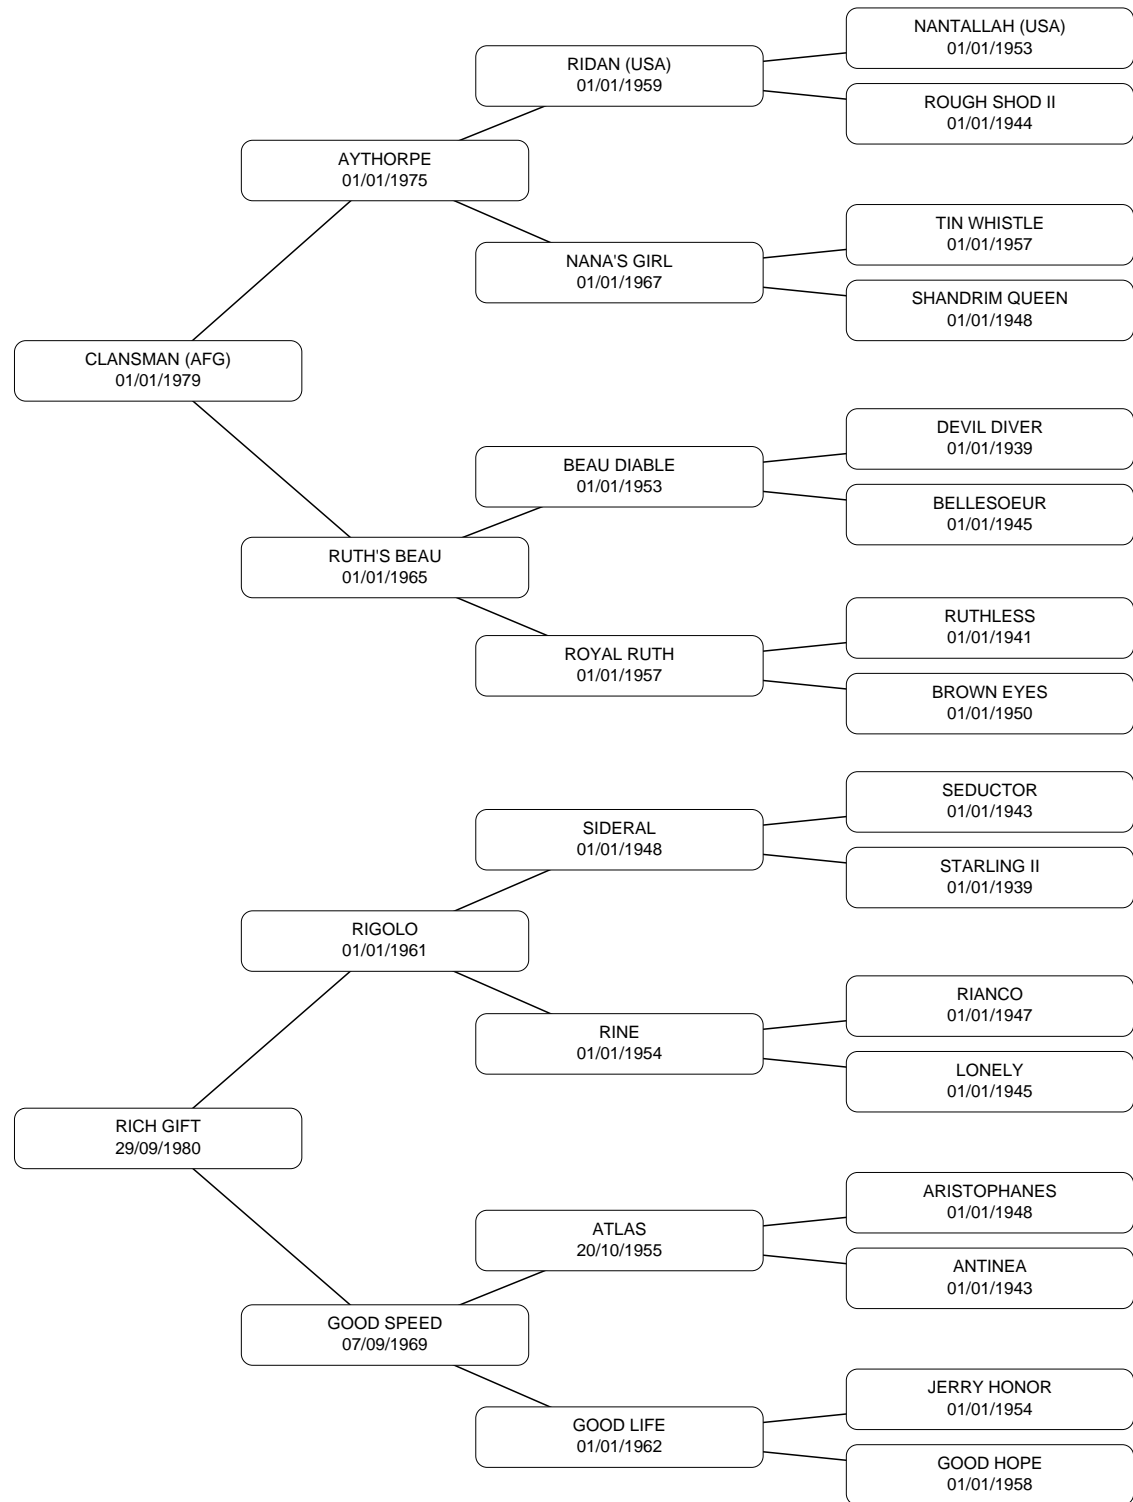 NANTALLAH (USA)
01/01/1953
RIDAN (USA)
01/01/1959
ROUGH SHOD II
01/01/1944
AYTHORPE
01/01/1975
TIN WHISTLE
01/01/1957
NANA'S GIRL
01/01/1967
SHANDRIM QUEEN
01/01/1948
CLANSMAN (AFG)
01/01/1979
DEVIL DIVER
01/01/1939
BEAU DIABLE
01/01/1953
BELLESOEUR
01/01/1945
RUTH'S BEAU
01/01/1965
RUTHLESS
01/01/1941
ROYAL RUTH
01/01/1957
BROWN EYES
01/01/1950
SEDUCTOR
01/01/1943
SIDERAL
01/01/1948
STARLING II
01/01/1939
RIGOLO
01/01/1961
RIANCO
01/01/1947
RINE
01/01/1954
LONELY
01/01/1945
RICH GIFT
29/09/1980
ARISTOPHANES
01/01/1948
ATLAS
20/10/1955
ANTINEA
01/01/1943
GOOD SPEED
07/09/1969
JERRY HONOR
01/01/1954
GOOD LIFE
01/01/1962
GOOD HOPE
01/01/1958